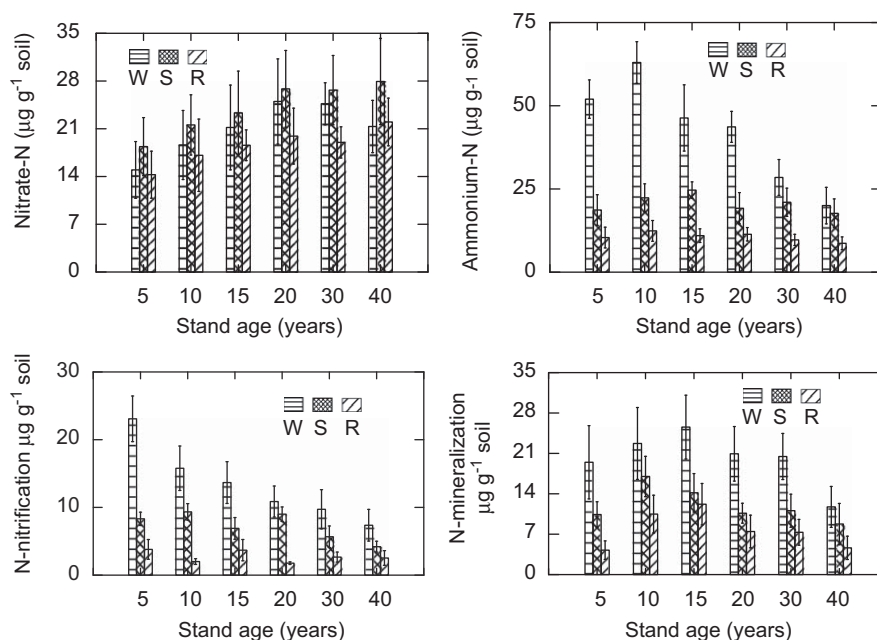 Nitrate-N (µg g⁻¹ soil)
35
28
21
14
7
0
W S R
5 10 15 20 30 40
Stand age (years)
Ammonium-N (µg g-1 soil)
75
50
25
0
W S R
5 10 15 20 30 40
Stand age (years)
N-nitrification µg g⁻¹ soil
30
20
10
0
W S R
5 10 15 20 30 40
Stand age (years)
N-mineralization
µg g⁻¹ soil
35
28
21
14
7
0
W S R
5 10 15 20 30 40
Stand age (years)